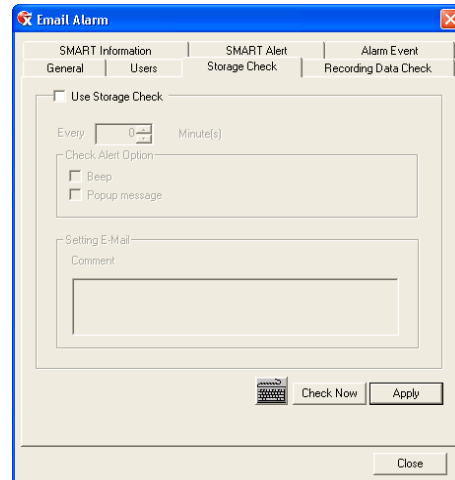 Email Alarm
SMART Information SMART Alert Alarm Event
General Users Storage Check Recording Data Check
Use Storage Check
Every 0 Minute(s)
Check Alert Option
Beep
Popup message
Setting E-Mail
Comment
Check Now Apply
Close